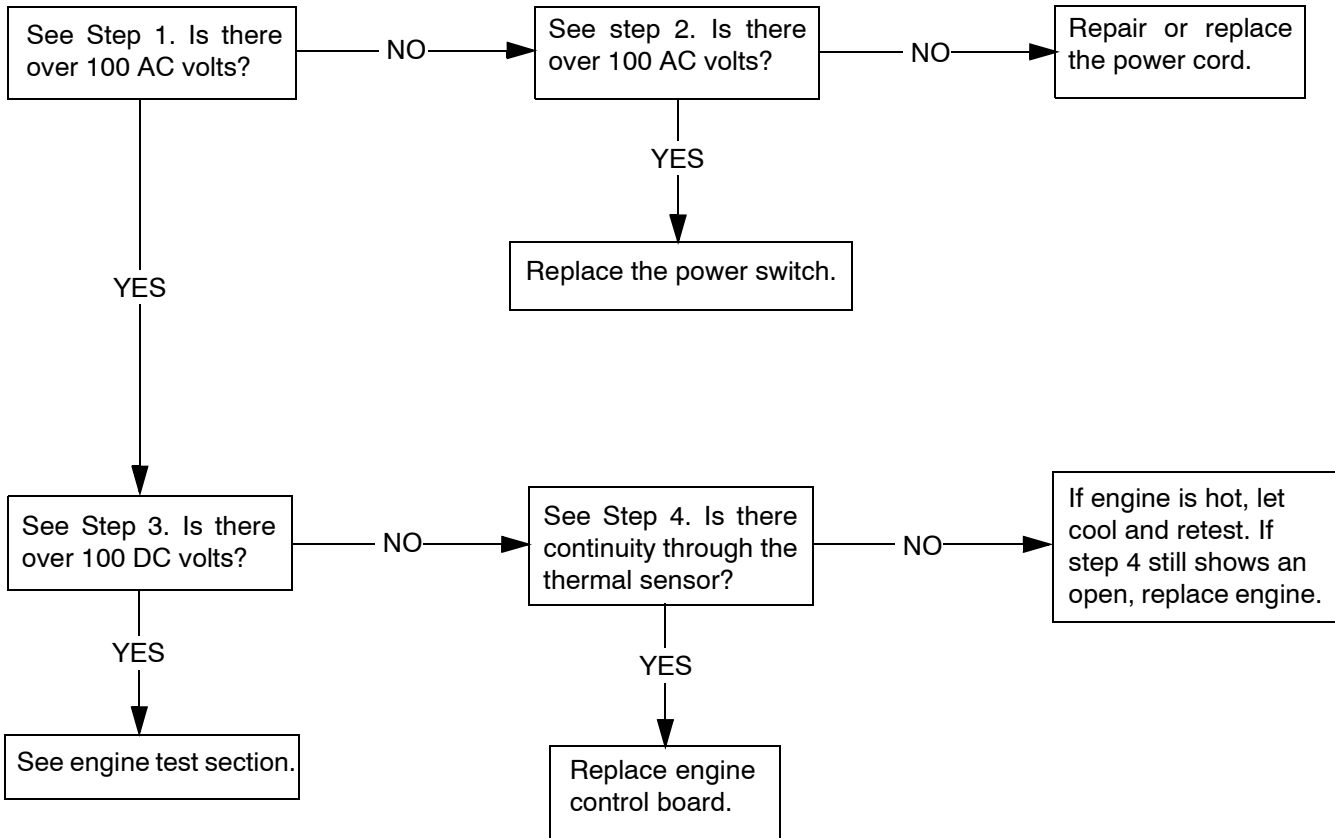 See Step 1. Is there
over 100 AC volts?
NO
See step 2. Is there
over 100 AC volts?
NO
Repair or replace
the power cord.
YES
Replace the power switch.
YES
See Step 3. Is there
over 100 DC volts?
NO
See Step 4. Is there
continuity through the
thermal sensor?
NO
If engine is hot, let
cool and retest. If
step 4 still shows an
open, replace engine.
YES
See engine test section.
YES
Replace engine
control board.